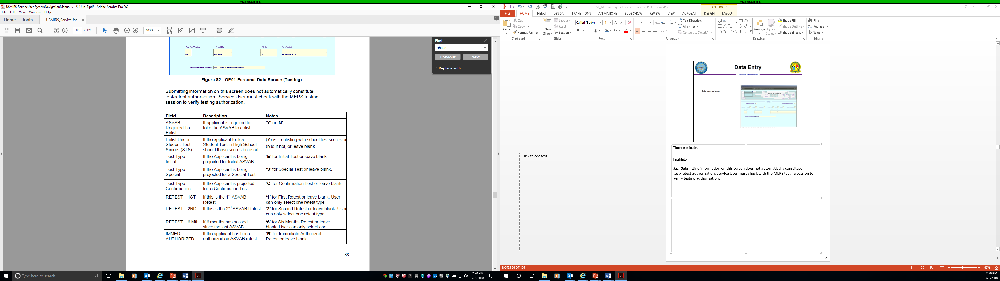 UNCLASSIFIED
USMIRS_ServiceUser_SystemNavigationManual_v1-5_1Jun17.pdf - Adobe Acrobat Pro DC
File Edit View Window Help
Home Tools USMIRS_ServiceUse... ×
88 / 128 100%
Find
phase
Previous Next
Replace with
Prev Test Versions Prev DOTs TA IDs Place Tested
Current or Last HS Attended: SMALL TOWN SOMEWHERE HIGH SCHO
Figure 82: OP01 Personal Data Screen (Testing)
Submitting information on this screen does not automatically constitute
test/retest authorization. Service User must check with the MEPS testing
session to verify testing authorization.
Field Description Notes
ASVAB Required To Enlist If applicant is required to take the ASVAB to enlist. ‘Y’ or ‘N’.
Enlist Under Student Test Scores (STS) If the applicant took a Student Test in High School, should these scores be used. (Y)es if enlisting with school test scores or (N)o if not, or leave blank.
Test Type – Initial If the Applicant is being projected for Initial ASVAB ‘E’ for Initial Test or leave blank.
Test Type – Special If the Applicant is being projected for a Special Test ‘S’ for Special Test or leave blank.
Test Type – Confirmation If the Applicant is projected for a Confirmation Test. ‘C’ for Confirmation Test or leave blank.
RETEST – 1ST If this is the 1st ASVAB Retest ‘1’ for First Retest or leave blank. User can only select one retest type
RETEST – 2ND If this is the 2nd ASVAB Retest ‘2’ for Second Retest or leave blank. User can only select one retest type
RETEST – 6 Mth If 6 months has passed since the last ASVAB ‘6’ for Six Months Retest or leave blank. User can only select one.
IMMED AUTHORIZED If the applicant has been authorized an ASVAB retest. ‘R’ for Immediate Authorized Retest or leave blank.
88
Type here to search
2:20 PM
7/6/2018
UNCLASSIFIED
SL_GC Training Slides v1 with notes.PPTX - PowerPoint
TABLE TOOLS
FILE HOME INSERT DESIGN TRANSITIONS ANIMATIONS SLIDE SHOW REVIEW VIEW ACROBAT DESIGN LAYOUT
Paste Cut Copy Format Painter
New Slide Layout Reset Section
Calibri (Body) 14
Text Direction Align Text Convert to SmartArt
Arrange Quick Styles Shape Fill Shape Outline Shape Effects
Find Replace Select
Clipboard Slides Font Paragraph Drawing Editing
Data Entry
Freedom's Front Door
Tab to continue
Click to add text
Time: xx minutes
Facilitator
Say: Submitting information on this screen does not automatically constitute
test/retest authorization. Service User must check with the MEPS testing session to
verify testing authorization.
54
NOTES 54 OF 106
86%
2:20 PM
7/6/2018